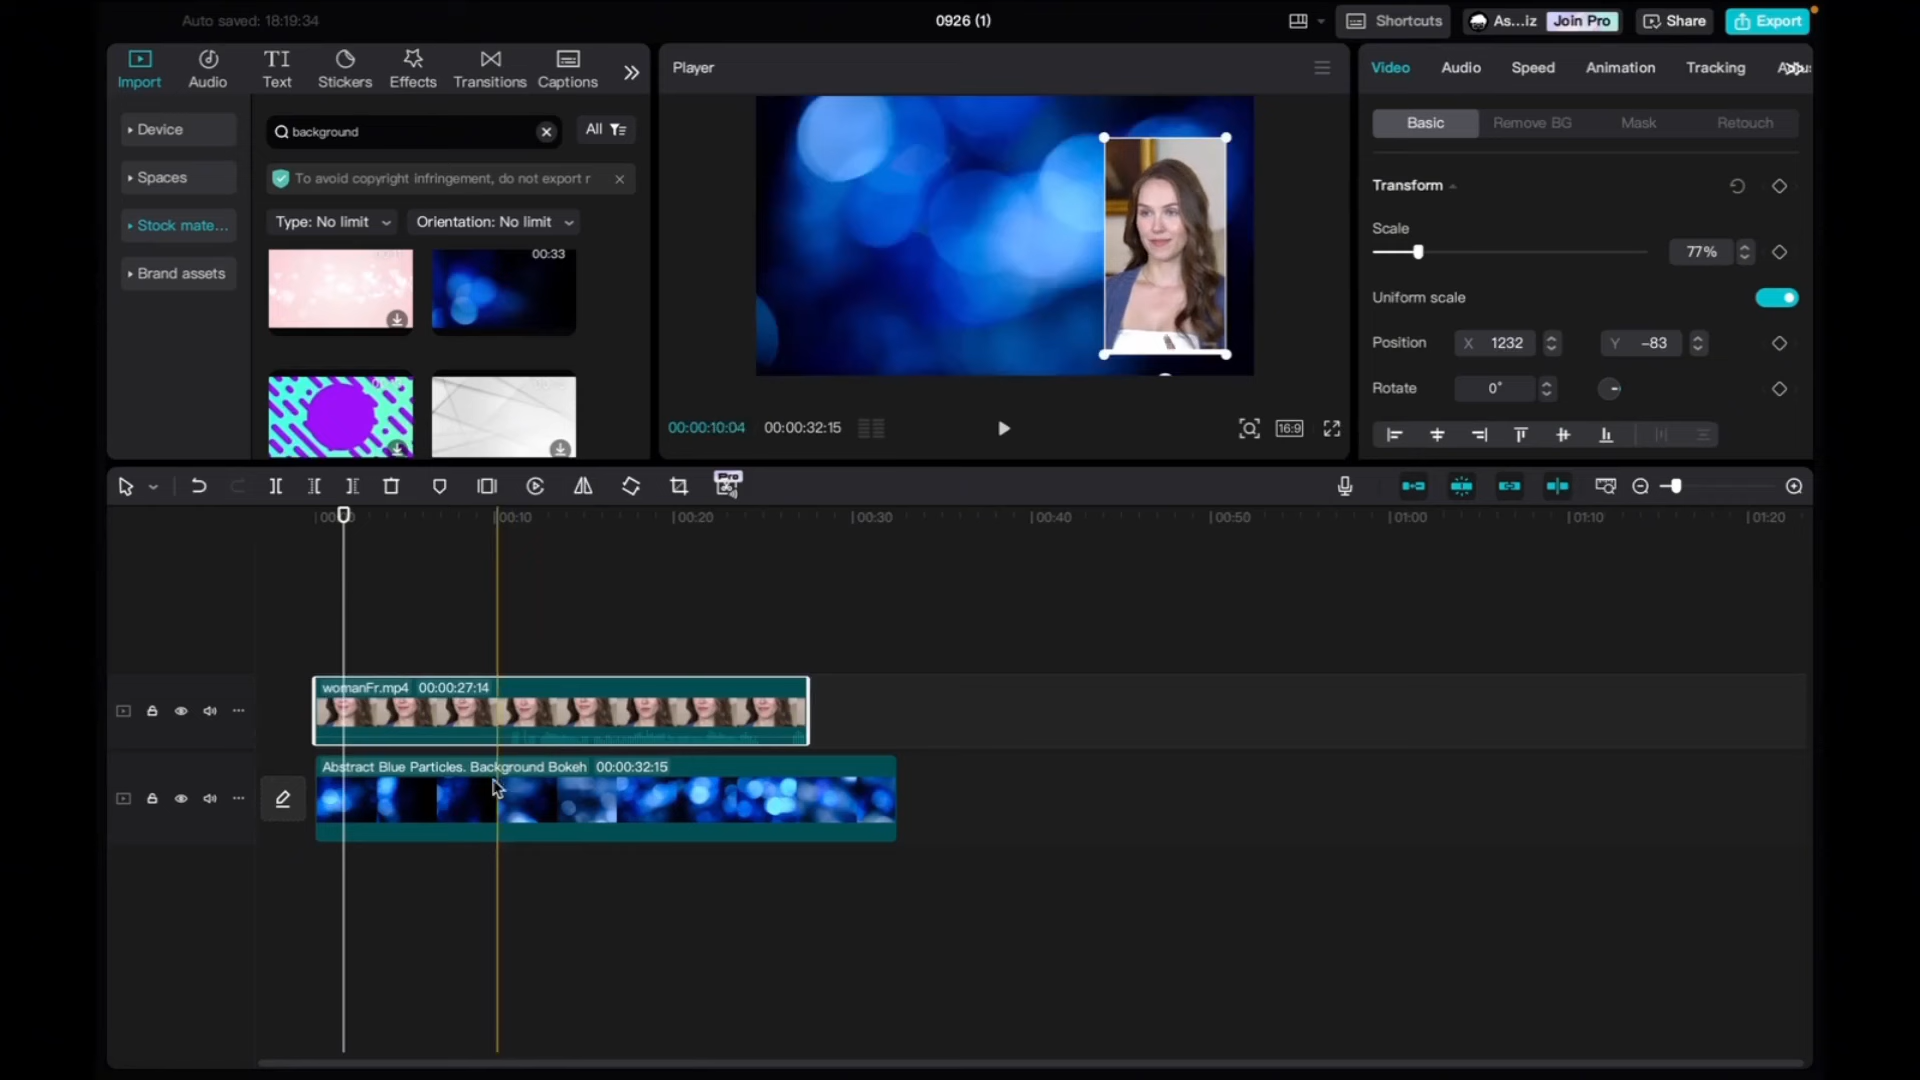 Auto saved: 18:19:34
0926 (1)
Shortcuts
As...iz
Join Pro
Share
Export
Import
Audio
Text
Stickers
Effects
Transitions
Captions
Device
Spaces
Stock mate...
Brand assets
background
All
To avoid copyright infringement, do not export r
Type: No limit
Orientation: No limit
00:33
Player
00:00:10:04
00:00:32:15
16:9
Video
Audio
Speed
Animation
Tracking
Basic
Remove BG
Mask
Retouch
Transform
Scale
77%
Uniform scale
Position
X 1232
Y -83
Rotate
0°
Pro
00:10
00:20
00:30
00:40
00:50
01:00
01:10
01:20
womanFr.mp4 00:00:27:14
Abstract Blue Particles. Background Bokeh 00:00:32:15